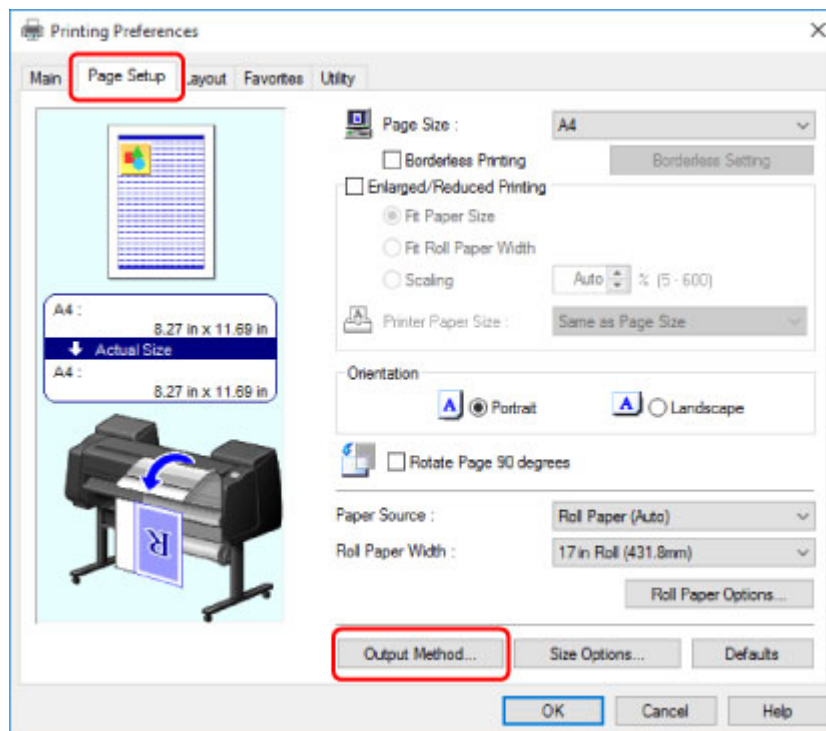 Printing Preferences
Main Page Setup Layout Favorites Utility
Page Size : A4
Borderless Printing Borderless Setting
Enlarged/Reduced Printing
Fit Paper Size
Fit Roll Paper Width
Scaling Auto % (5 - 600)
Printer Paper Size : Same as Page Size
A4 :
8.27 in x 11.69 in
Actual Size
A4 :
8.27 in x 11.69 in
Orientation
A Portrait A Landscape
Rotate Page 90 degrees
R
Paper Source : Roll Paper (Auto)
Roll Paper Width : 17 in Roll (431.8mm)
Roll Paper Options...
Output Method... Size Options... Defaults
OK Cancel Help